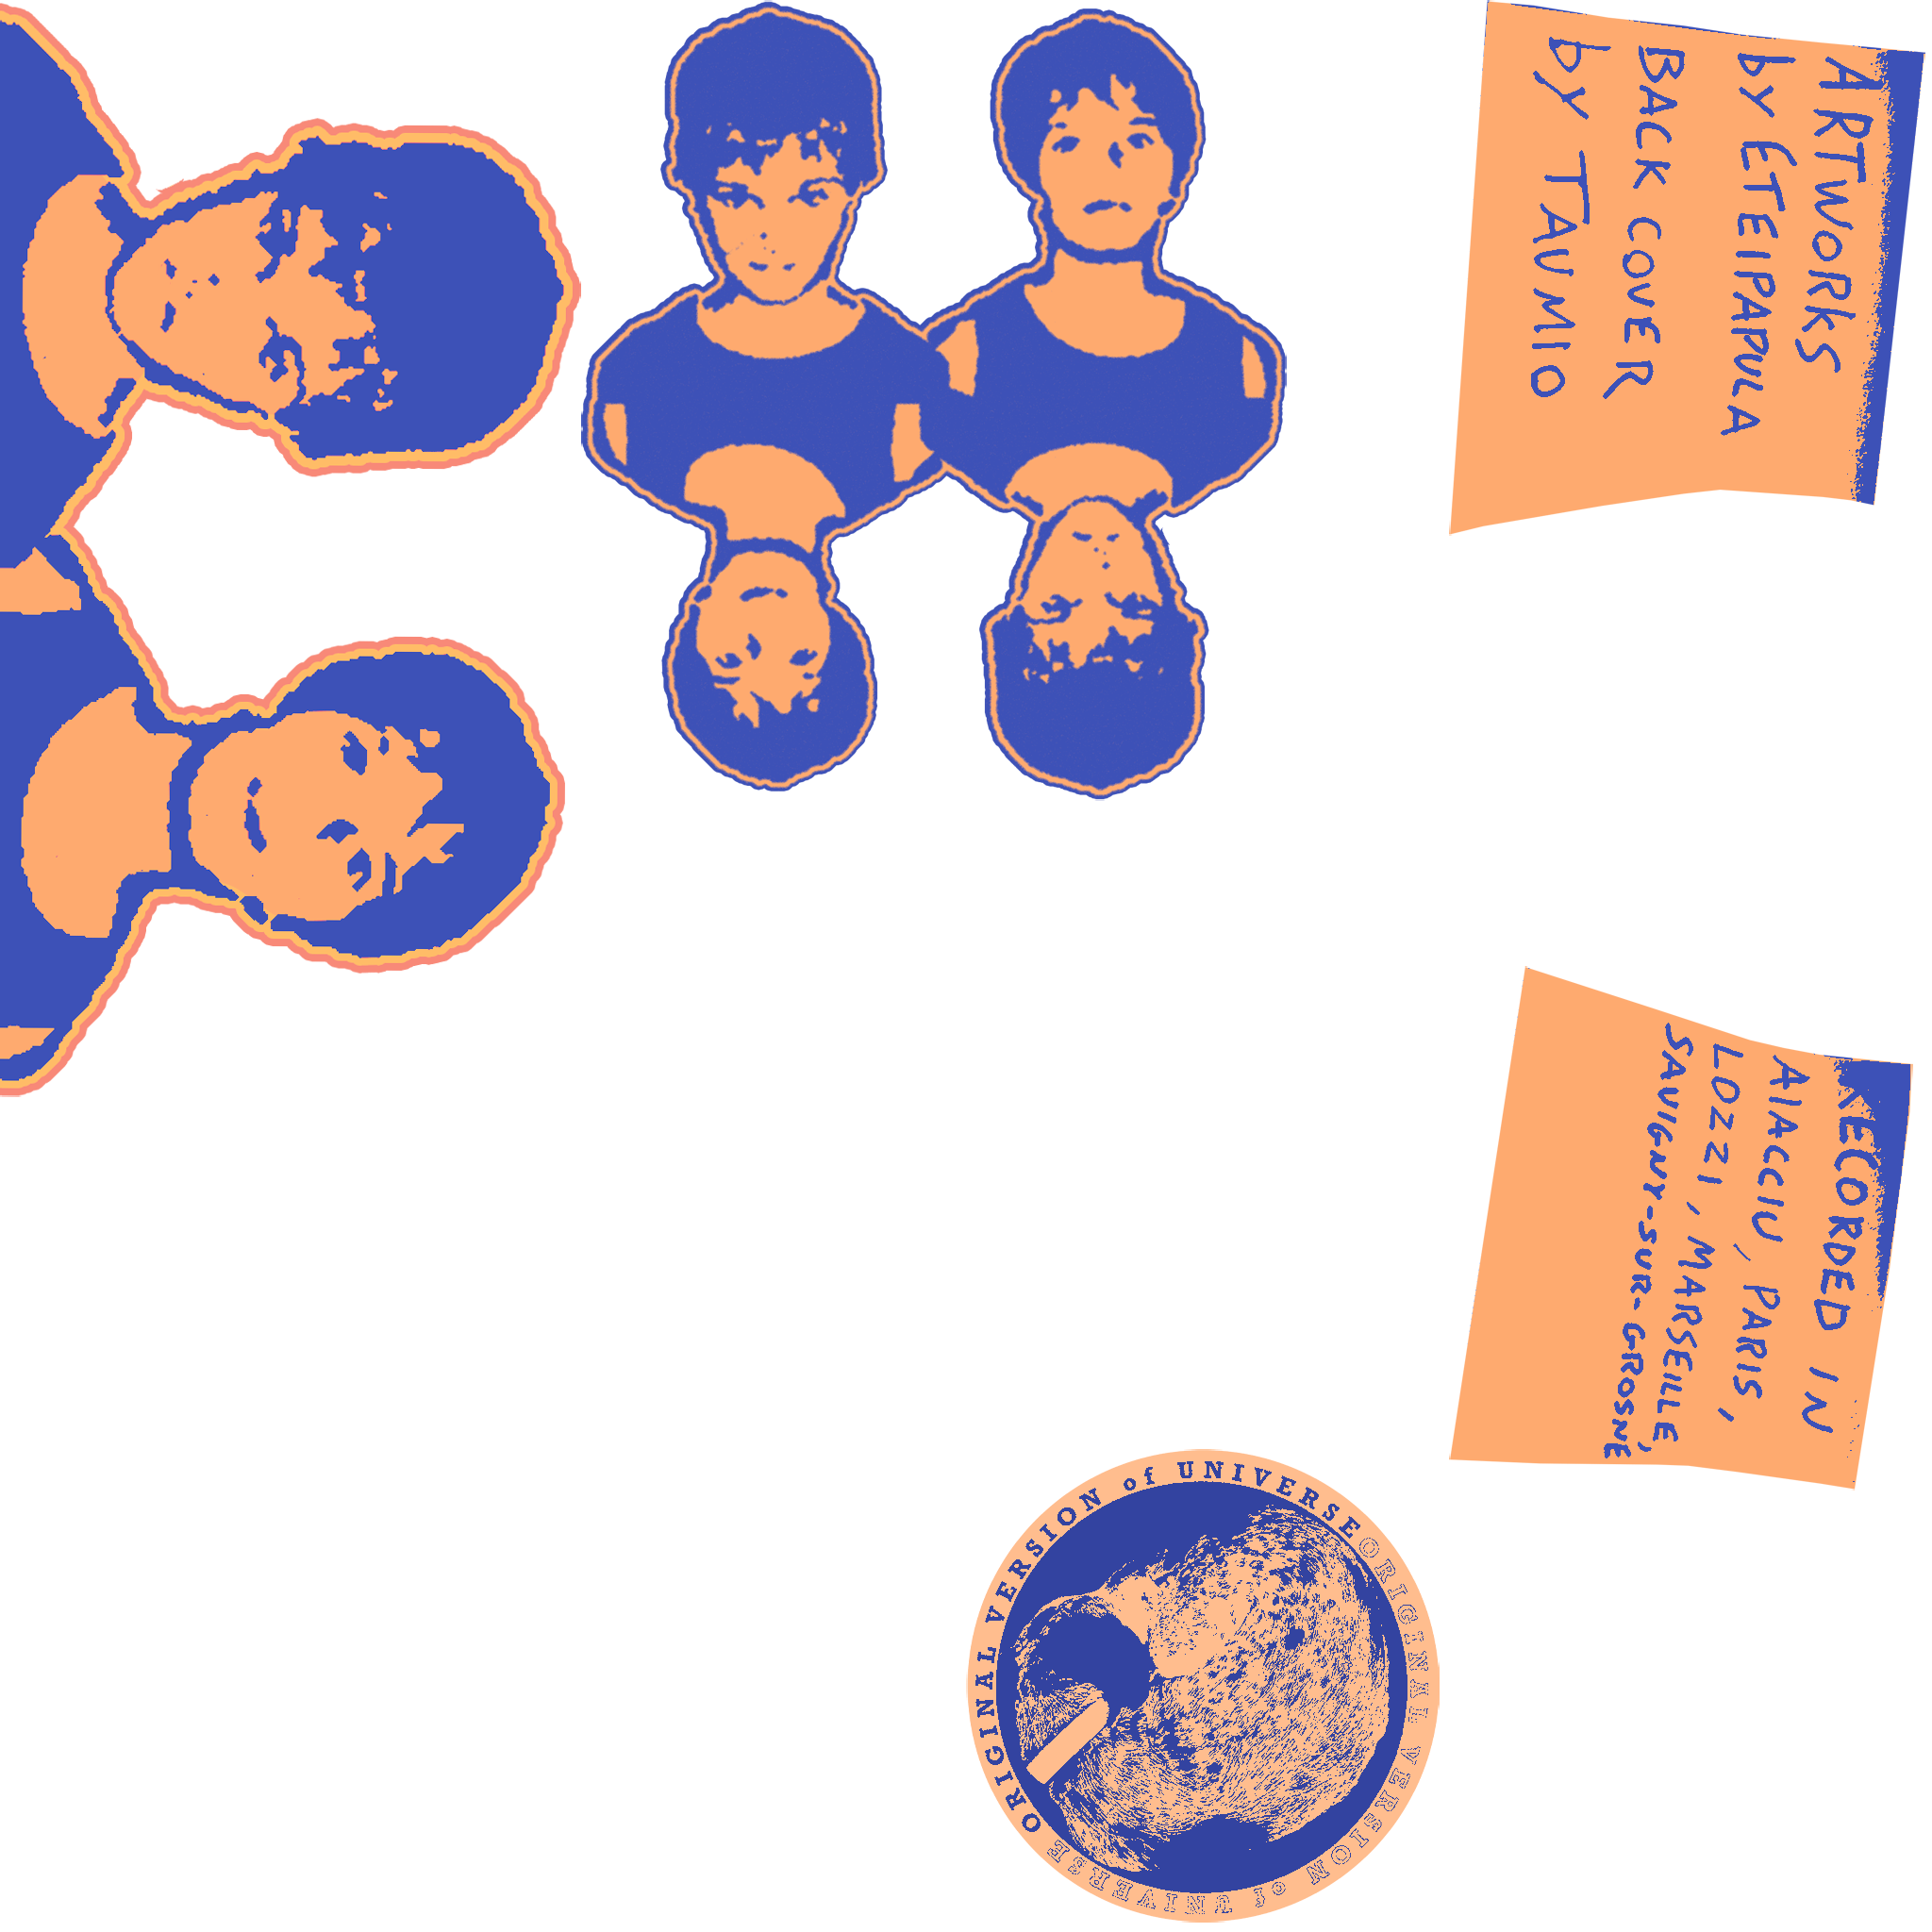 ARTWORKS
by ETEIPAPULA
BACK COVER
by TAUMIO
RECORDED IN
AIACCIU, PARIS,
LOZZI, MARSEILLE,
SAVIGNY-SUR-GROSNE
ORIGINAL VERSION of UNIVERSE
ORIGINAL VERSION of UNIVERSE